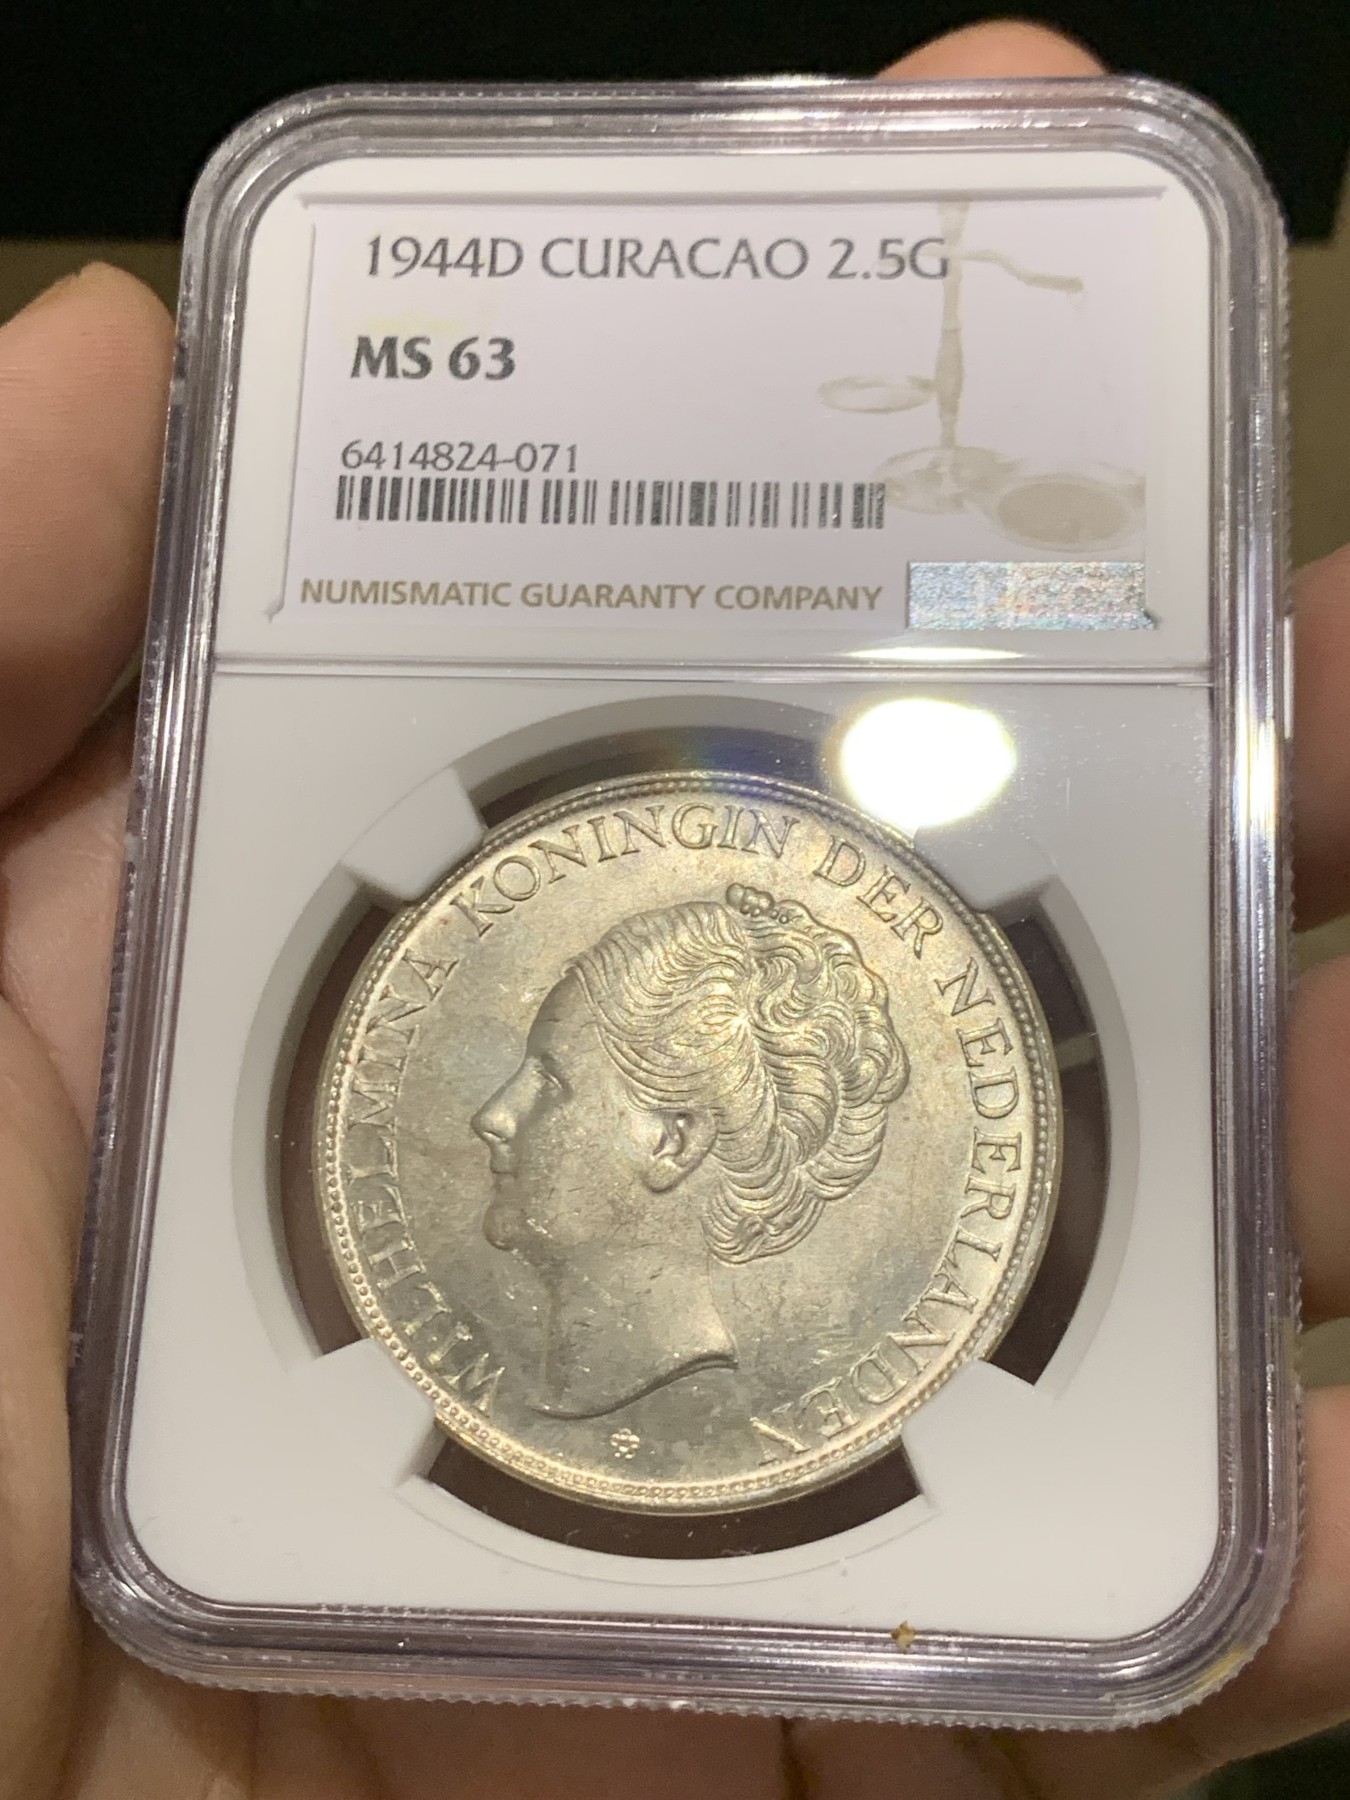 1944D CURACAO 2.5G
MS 63
6414824-071
NUMISMATIC GUARANTY COMPANY
WILHELMINA KONINGIN DER NEDERLANDEN